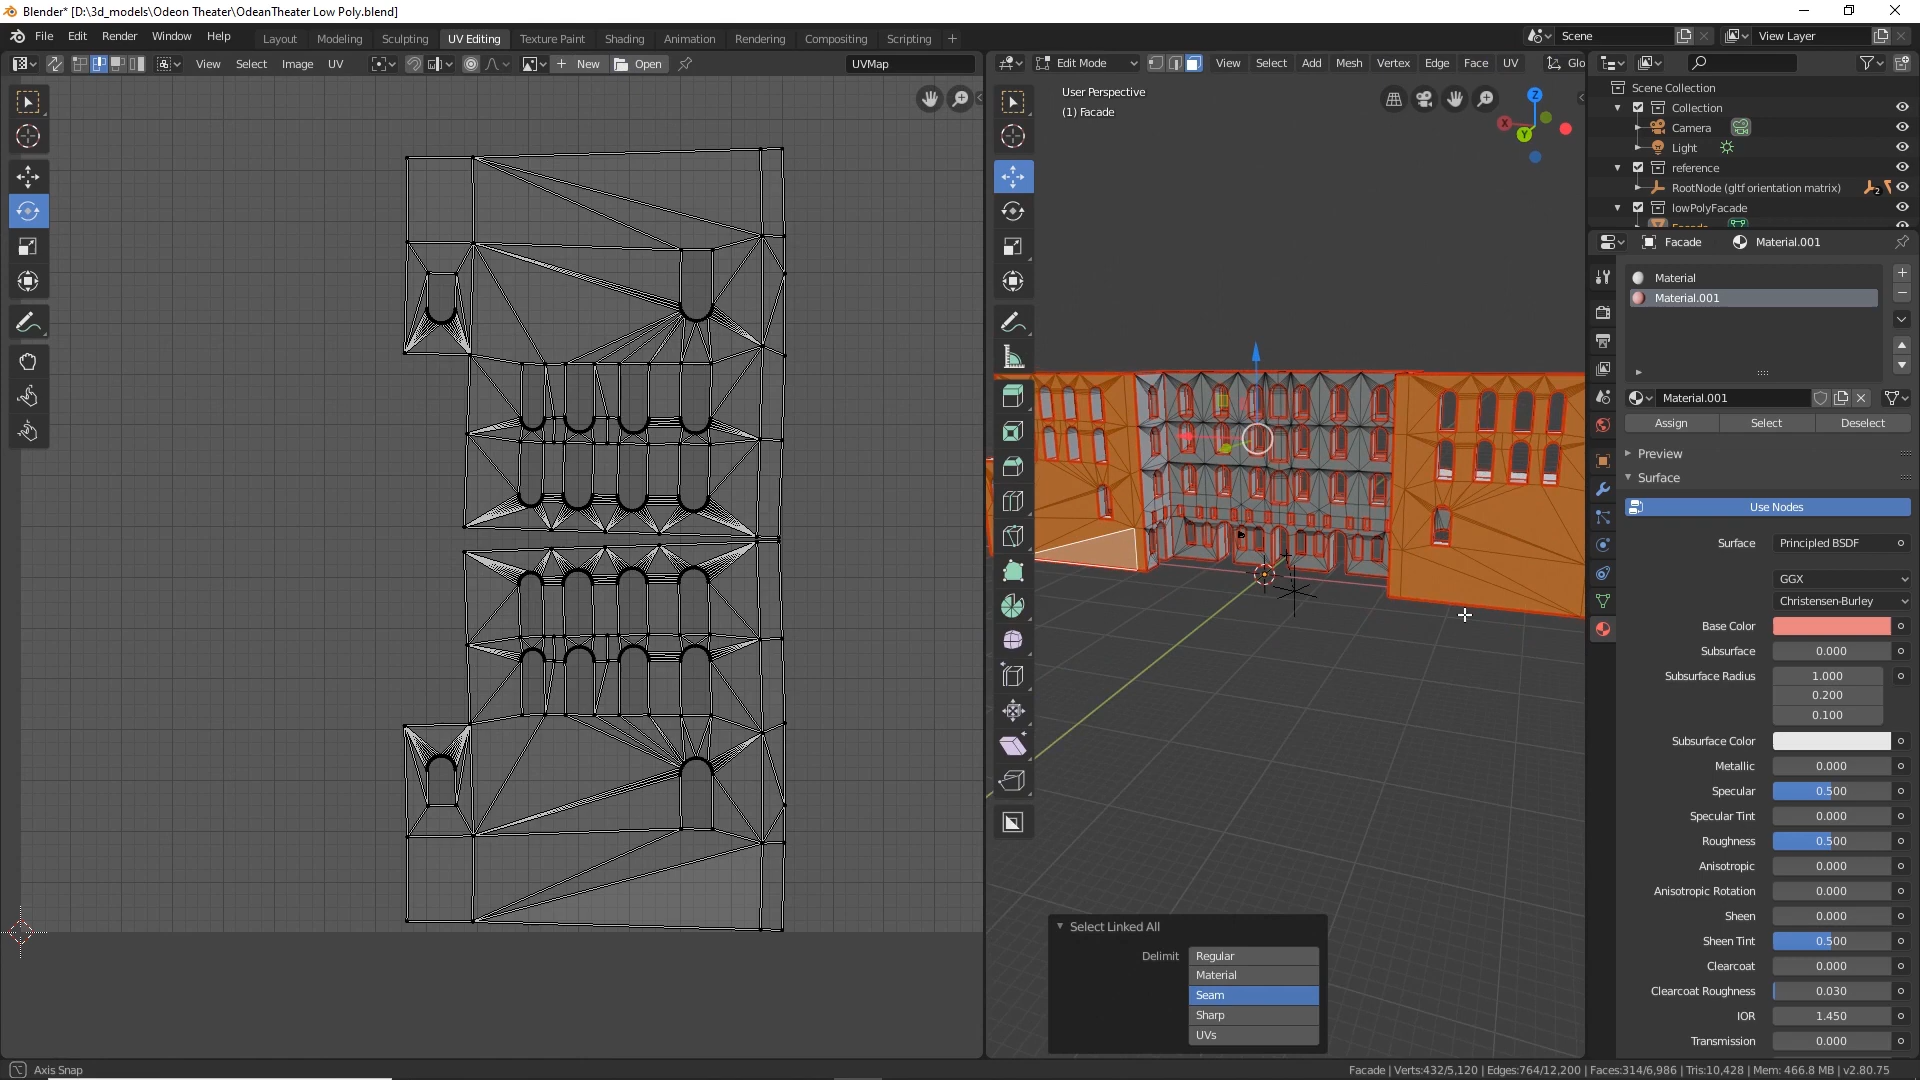 Blender* [D:\3d_models\Odeon Theater\OdeanTheater Low Poly.blend]
File Edit Render Window Help
Layout Modeling Sculpting UV Editing Texture Paint Shading Animation Rendering Compositing Scripting
Scene
View Layer
View Select Image UV
New Open
UVMap
Edit Mode
View Select Add Mesh Vertex Edge Face UV
Glo
User Perspective
(1) Facade
Z
X
Y
Scene Collection
Collection
Camera
Light
reference
RootNode (gltf orientation matrix)
2
lowPolyFacade
Facade
Material.001
Material
Material.001
Material.001
Assign Select Deselect
Preview
Surface
Use Nodes
Surface Principled BSDF
GGX
Christensen-Burley
Base Color
Subsurface 0.000
Subsurface Radius 1.000
0.200
0.100
Subsurface Color
Metallic 0.000
Specular 0.500
Specular Tint 0.000
Roughness 0.500
Anisotropic 0.000
Anisotropic Rotation 0.000
Sheen 0.000
Sheen Tint 0.500
Clearcoat 0.000
Clearcoat Roughness 0.030
IOR 1.450
Transmission 0.000
Select Linked All
Delimit Regular
Material
Seam
Sharp
UVs
Axis Snap
Facade | Verts:432/5,120 | Edges:764/12,200 | Faces:314/6,986 | Tris:10,428 | Mem: 466.8 MB | v2.80.75